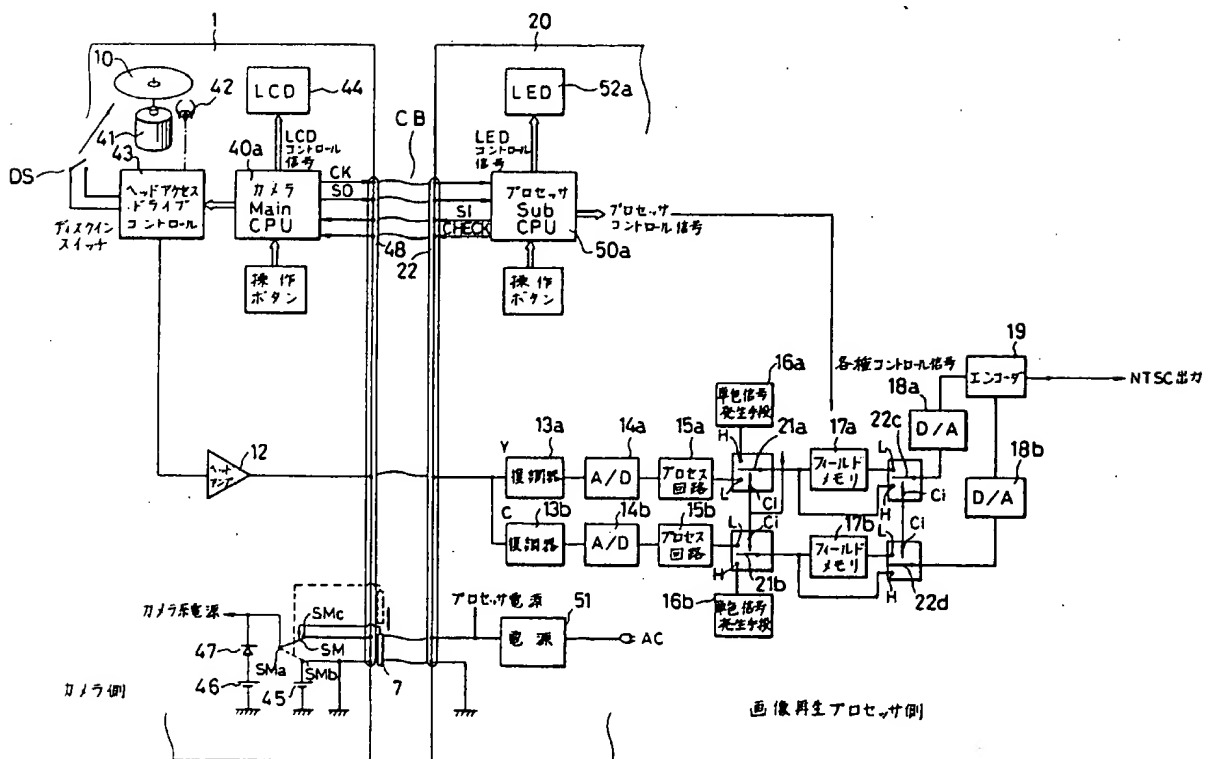 1
20
10
42
LCD
44
LED
52a
41
43
40a
LCD
コントロール
信号
CB
LED
コントロール
信号
CK
SO
DS
ヘッドアクセス
ドライブ
コントロール
カメラ
Main
CPU
プロセッサ
Sub
CPU
プロセッサ
コントロール信号
SI
CHECK
ディスクイン
スイッチ
48
22
50a
操作
ボタン
操作
ボタン
19
各種コントロール信号
エンコーダ
NTSC出力
16a
単色信号
発生手段
18a
D/A
18b
D/A
12
ヘッド
アンプ
Y
13a
復調器
14a
A/D
15a
プロセス
回路
H
L
21a
Ci
17a
フィールド
メモリ
22c
L
H
Ci
C
13b
復調器
14b
A/D
15b
プロセス
回路
L
Ci
H
21b
17b
フィールド
メモリ
L
Ci
H
22d
16b
単色信号
発生手段
カメラ系電源
プロセッサ電源
51
電源
AC
SMc
SM
SMa
SMb
47
46
45
7
カメラ側
画像再生プロセッサ側